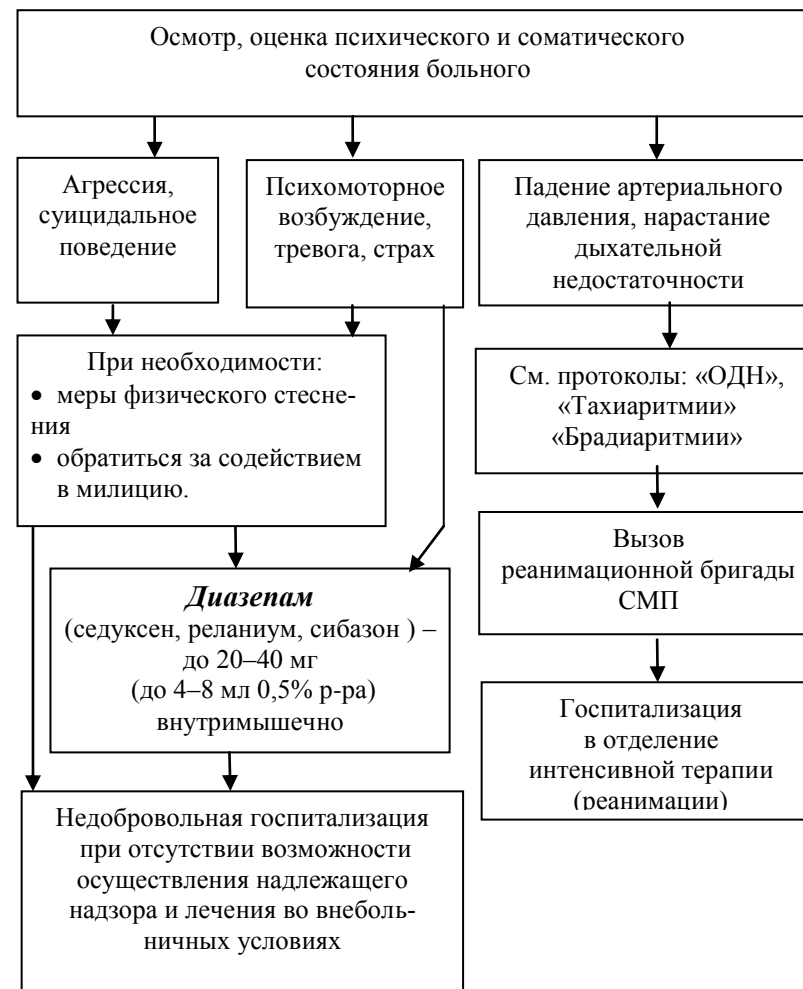 Осмотр, оценка психического и соматического
состояния больного
Агрессия,
суицидальное
поведение
Психомоторное
возбуждение,
тревога, страх
Падение артериального
давления, нарастание
дыхательной
недостаточности
При необходимости:
• меры физического стесне-
ния
• обратиться за содействием
в милицию.
См. протоколы: «ОДН»,
«Тахиаритмии»
«Брадиаритмии»
Вызов
реанимационной бригады
СМП
Диазепам
(седуксен, реланиум, сибазон ) –
до 20–40 мг
(до 4–8 мл 0,5% р-ра)
внутримышечно
Госпитализация
в отделение
интенсивной терапии
(реанимации)
Недобровольная госпитализация
при отсутствии возможности
осуществления надлежащего
надзора и лечения во внеболь-
ничных условиях